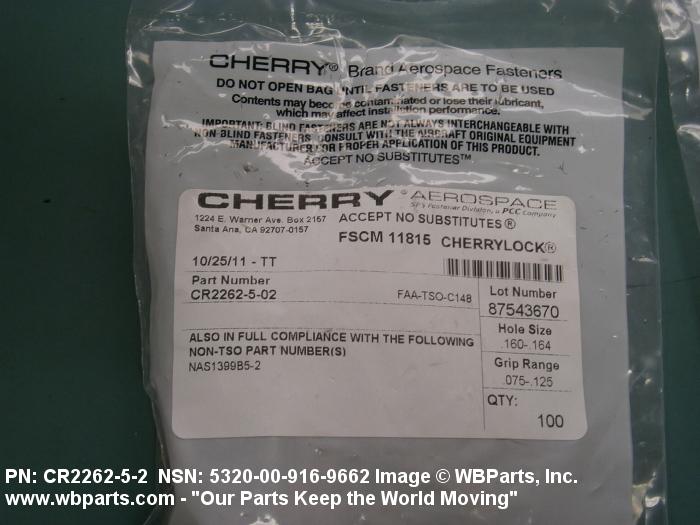 CHERRY® Brand Aerospace Fasteners
DO NOT OPEN BAG UNTIL FASTENERS ARE TO BE USED
Contents may become contaminated or lose their lubricant,
which may affect installation performance.
IMPORTANT: BLIND FASTENERS ARE NOT ALWAYS INTERCHANGEABLE WITH
NON-BLIND FASTENERS. CONSULT WITH THE AIRCRAFT ORIGINAL EQUIPMENT
MANUFACTURER FOR PROPER APPLICATION OF THIS PRODUCT.
ACCEPT NO SUBSTITUTES™
CHERRY® AEROSPACE
SPS Fastener Division, a PCC Company
1224 E. Warner Ave. Box 2157
Santa Ana, CA 92707-0157
ACCEPT NO SUBSTITUTES®
FSCM 11815 CHERRYLOCK®
10/25/11 - TT
Part Number
CR2262-5-02
FAA-TSO-C148
Lot Number
87543670
Hole Size
.160-.164
Grip Range
.075-.125
QTY:
100
ALSO IN FULL COMPLIANCE WITH THE FOLLOWING
NON-TSO PART NUMBER(S)
NAS1399B5-2
PN: CR2262-5-2 NSN: 5320-00-916-9662 Image © WBParts, Inc.
www.wbparts.com - "Our Parts Keep the World Moving"